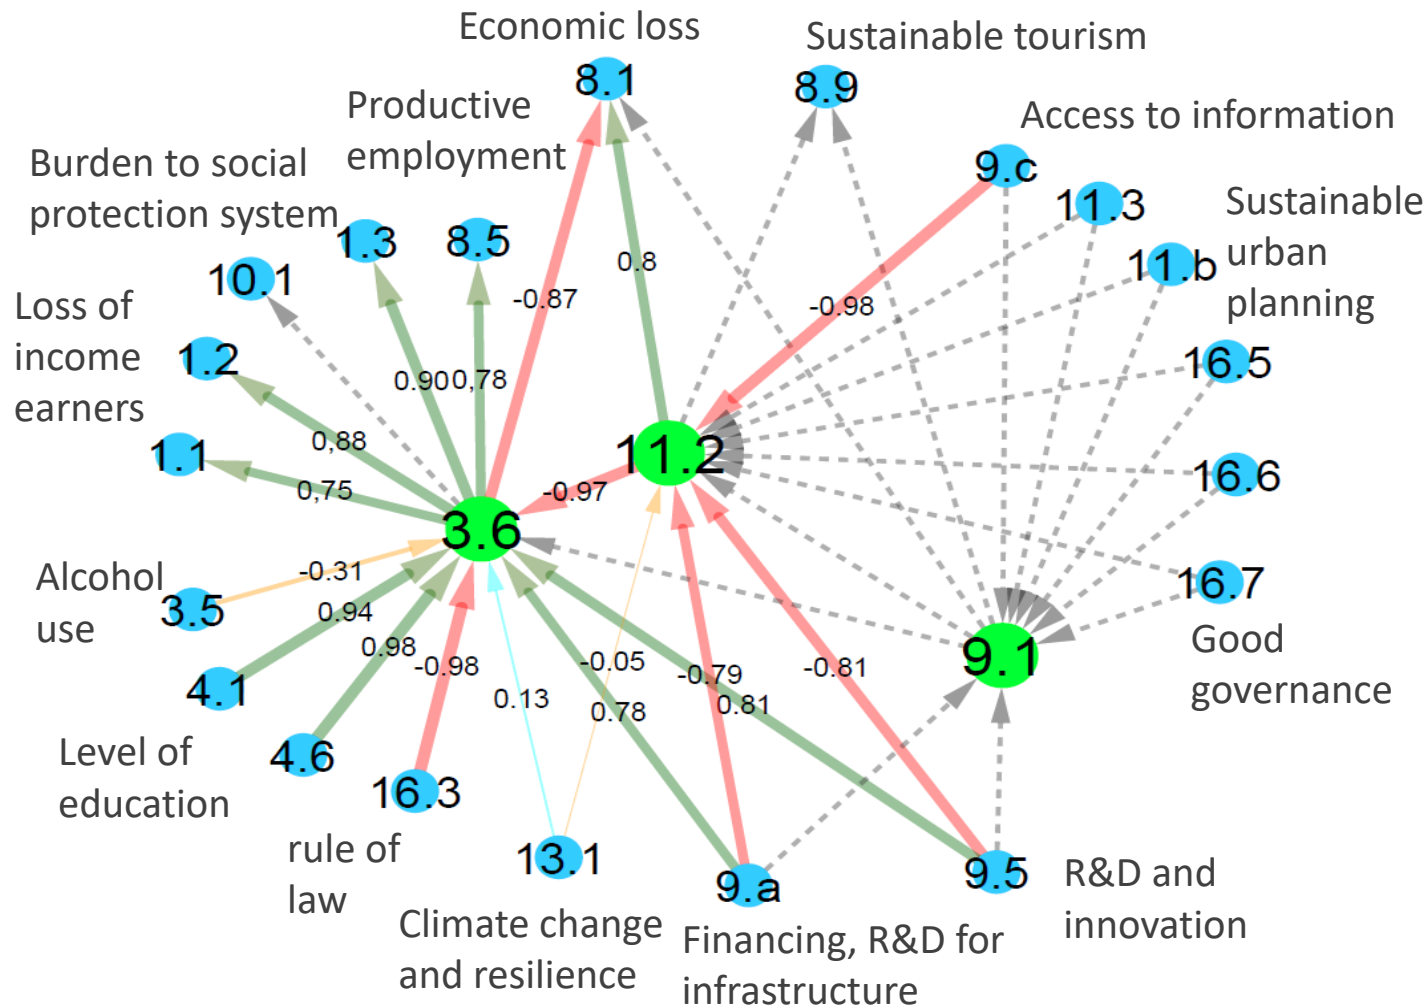 Economic loss
Sustainable tourism
8.1
8.9
Productive
employment
Access to information
Burden to social
protection system
9.c
11.3
Sustainable
urban
planning
1.3
8.5
11.b
10.1
0.8
-0.87
-0.98
Loss of
income
earners
1.2
16.5
0.90
0,78
0,88
1.1
11.2
16.6
0,75
-0.97
3.6
Alcohol
use
-0.31
3.5
0.94
16.7
0.98
-0.98
-0.05
-0.79
-0.81
9.1
Good
governance
4.1
0.13
0.78
0.81
Level of
education
4.6
16.3
rule of
law
13.1
9.a
9.5
R&D and
innovation
Climate change
and resilience
Financing, R&D for
infrastructure